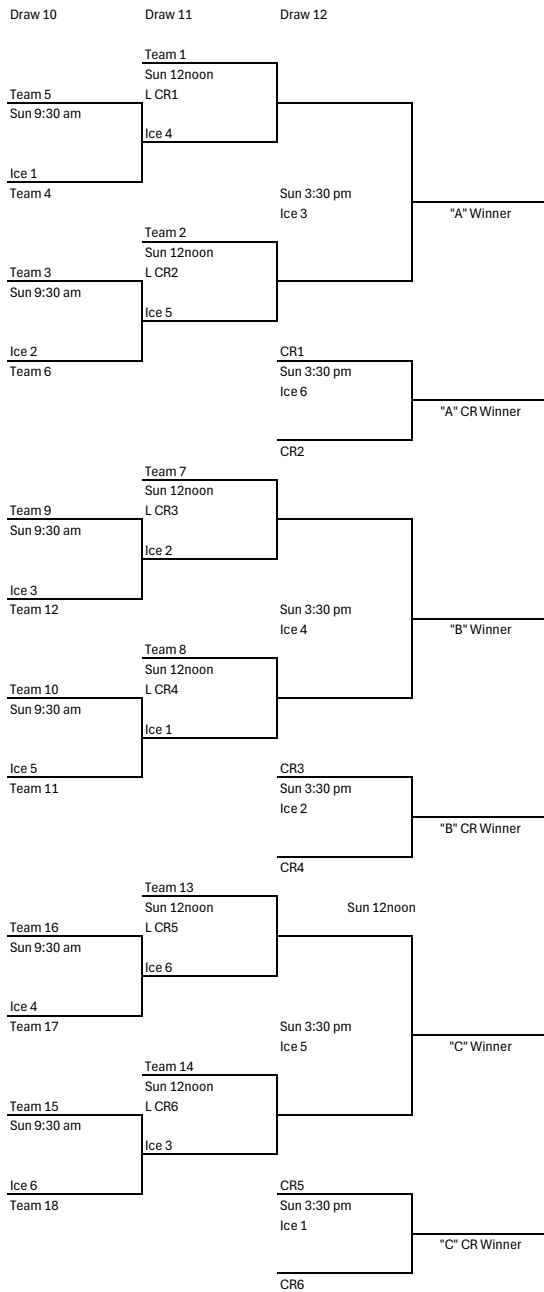 Draw 10 Draw 11 Draw 12
Team 1
Sun 12noon
Team 5 L CR1
Sun 9:30 am
Ice 4
Ice 1
Team 4 Sun 3:30 pm
Ice 3 "A" Winner
Team 2
Sun 12noon
Team 3 L CR2
Sun 9:30 am
Ice 5
Ice 2 CR1
Team 6 Sun 3:30 pm
Ice 6
"A" CR Winner
CR2
Team 7
Sun 12noon
Team 9 L CR3
Sun 9:30 am
Ice 2
Ice 3
Team 12 Sun 3:30 pm
Ice 4 "B" Winner
Team 8
Sun 12noon
Team 10 L CR4
Sun 9:30 am
Ice 1
Ice 5 CR3
Team 11 Sun 3:30 pm
Ice 2
"B" CR Winner
CR4
Team 13
Sun 12noon Sun 12noon
Team 16 L CR5
Sun 9:30 am
Ice 6
Ice 4
Team 17 Sun 3:30 pm
Ice 5 "C" Winner
Team 14
Sun 12noon
Team 15 L CR6
Sun 9:30 am
Ice 3
Ice 6 CR5
Team 18 Sun 3:30 pm
Ice 1
"C" CR Winner
CR6